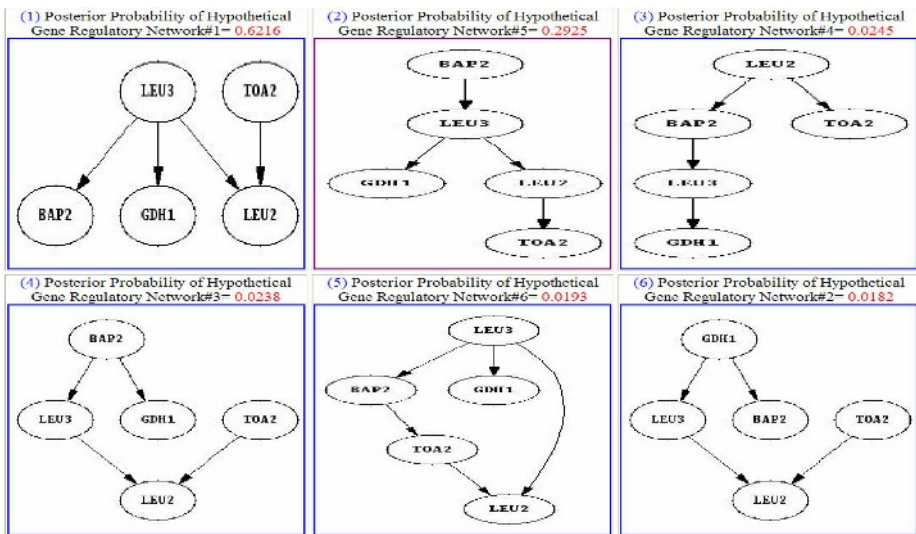 (1) Posterior Probability of Hypothetical
Gene Regulatory Network#1= 0.6216
LEU3
TOA2
BAP2
GDH1
LEU2
(2) Posterior Probability of Hypothetical
Gene Regulatory Network#5= 0.2925
BAP2
LEU3
GDH1
LEU2
TOA2
(3) Posterior Probability of Hypothetical
Gene Regulatory Network#4= 0.0245
LEU2
BAP2
TOA2
LEU3
GDH1
(4) Posterior Probability of Hypothetical
Gene Regulatory Network#3= 0.0238
BAP2
LEU3
GDH1
TOA2
LEU2
(5) Posterior Probability of Hypothetical
Gene Regulatory Network#6= 0.0193
LEU3
BAP2
GDH1
TOA2
LEU2
(6) Posterior Probability of Hypothetical
Gene Regulatory Network#2= 0.0182
GDH1
LEU3
BAP2
TOA2
LEU2